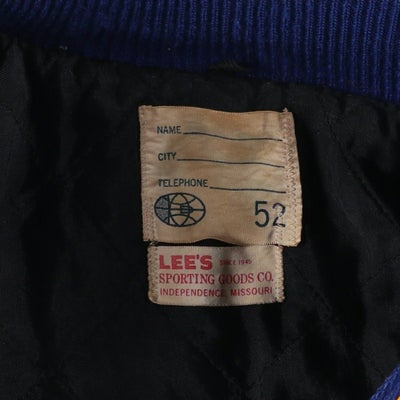 NAME
CITY
TELEPHONE
52
LEE'S SINCE 1945
SPORTING GOODS CO.
INDEPENDENCE, MISSOURI